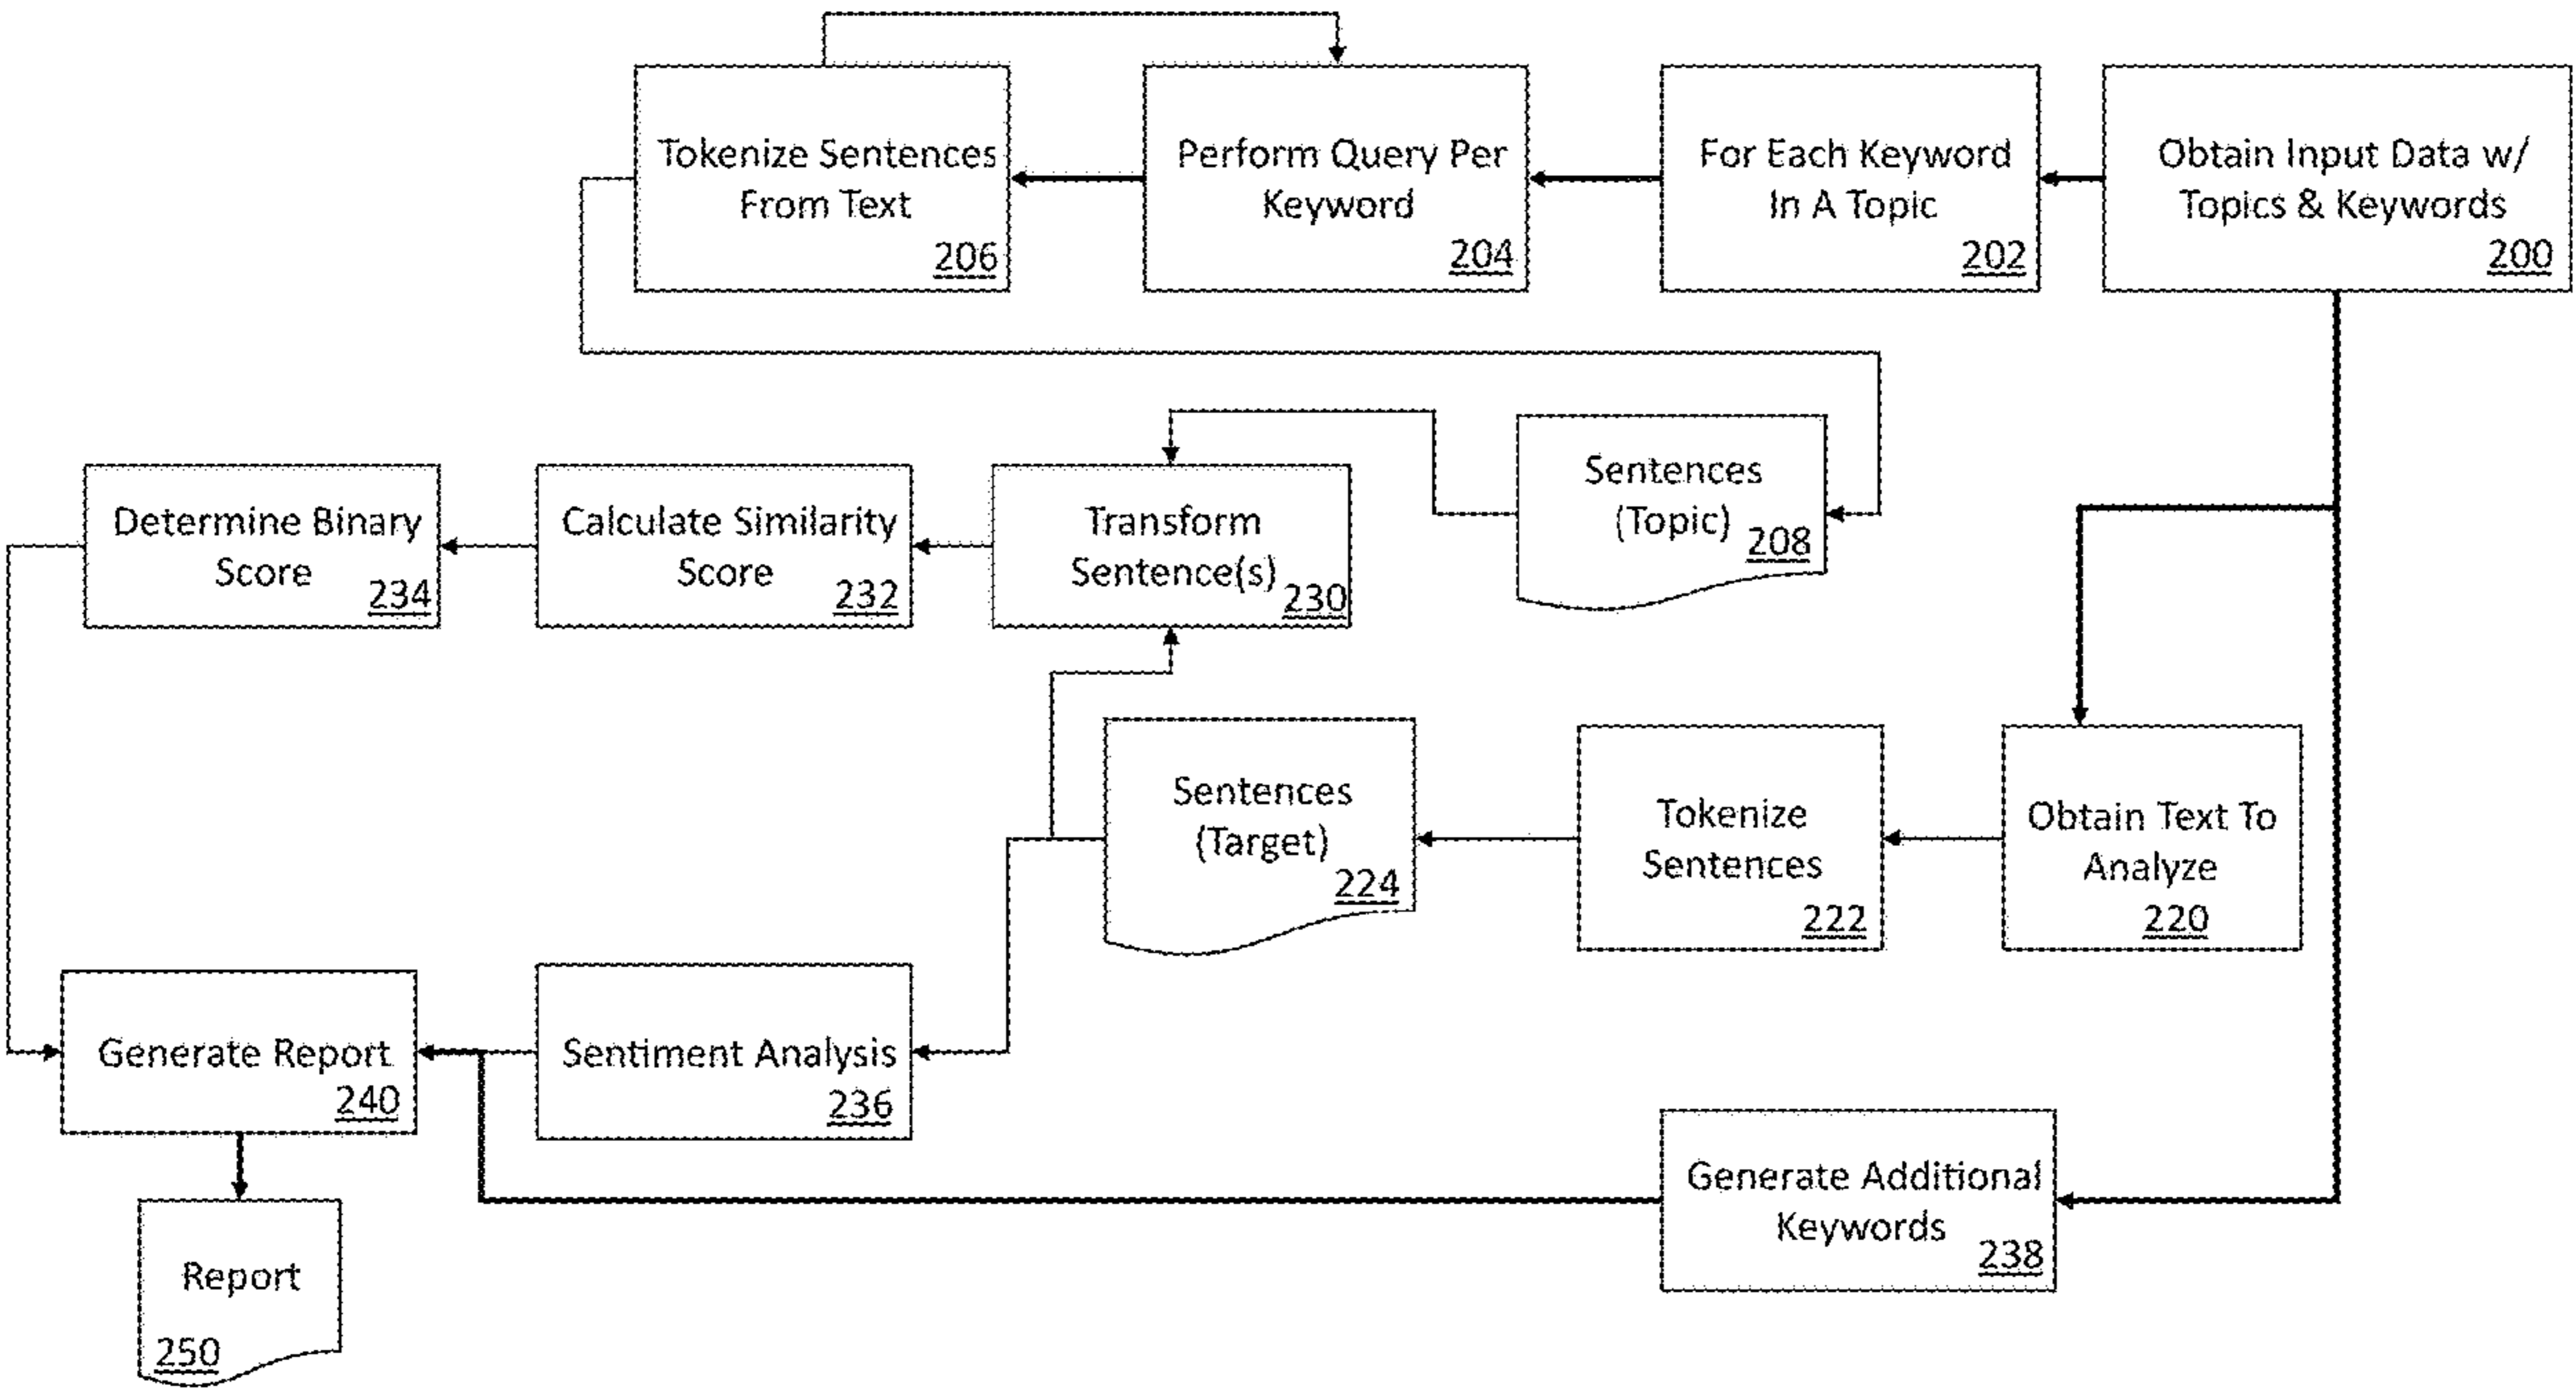 Tokenize Sentences
From Text
206
Perform Query Per
Keyword
204
For Each Keyword
In A Topic
202
Obtain Input Data w/
Topics & Keywords
200
Determine Binary
Score
234
Calculate Similarity
Score
232
Transform
Sentence(s)
230
Sentences
(Topic)
208
Sentences
(Target)
224
Tokenize
Sentences
222
Obtain Text To
Analyze
220
Generate Report
240
Sentiment Analysis
236
Generate Additional
Keywords
238
Report
250